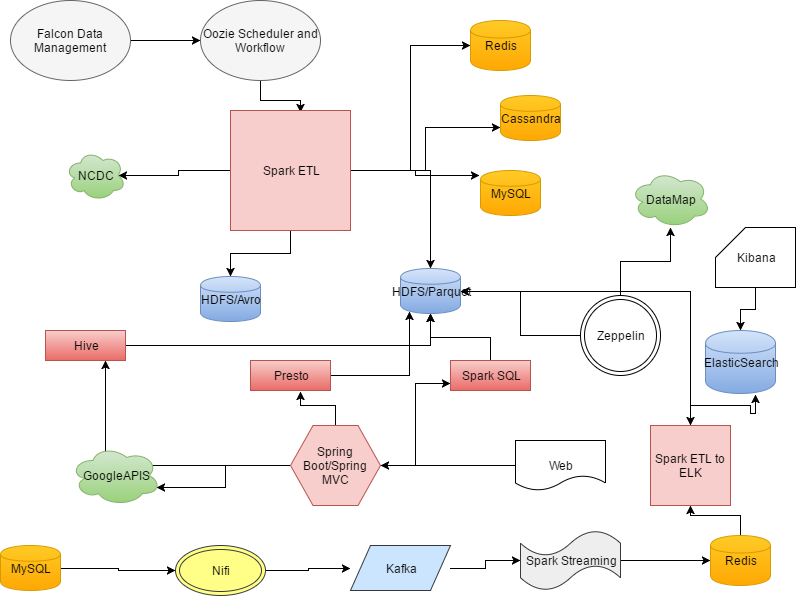 Falcon Data
Management
Oozie Scheduler and
Workflow
Redis
Cassandra
Spark ETL
NCDC
MySQL
DataMap
Kibana
HDFS/Avro
HDFS/Parquet
Zeppelin
Hive
ElasticSearch
Presto
Spark SQL
Spring
Boot/Spring
MVC
GoogleAPIS
Web
Spark ETL to
ELK
MySQL
Nifi
Kafka
Spark Streaming
Redis